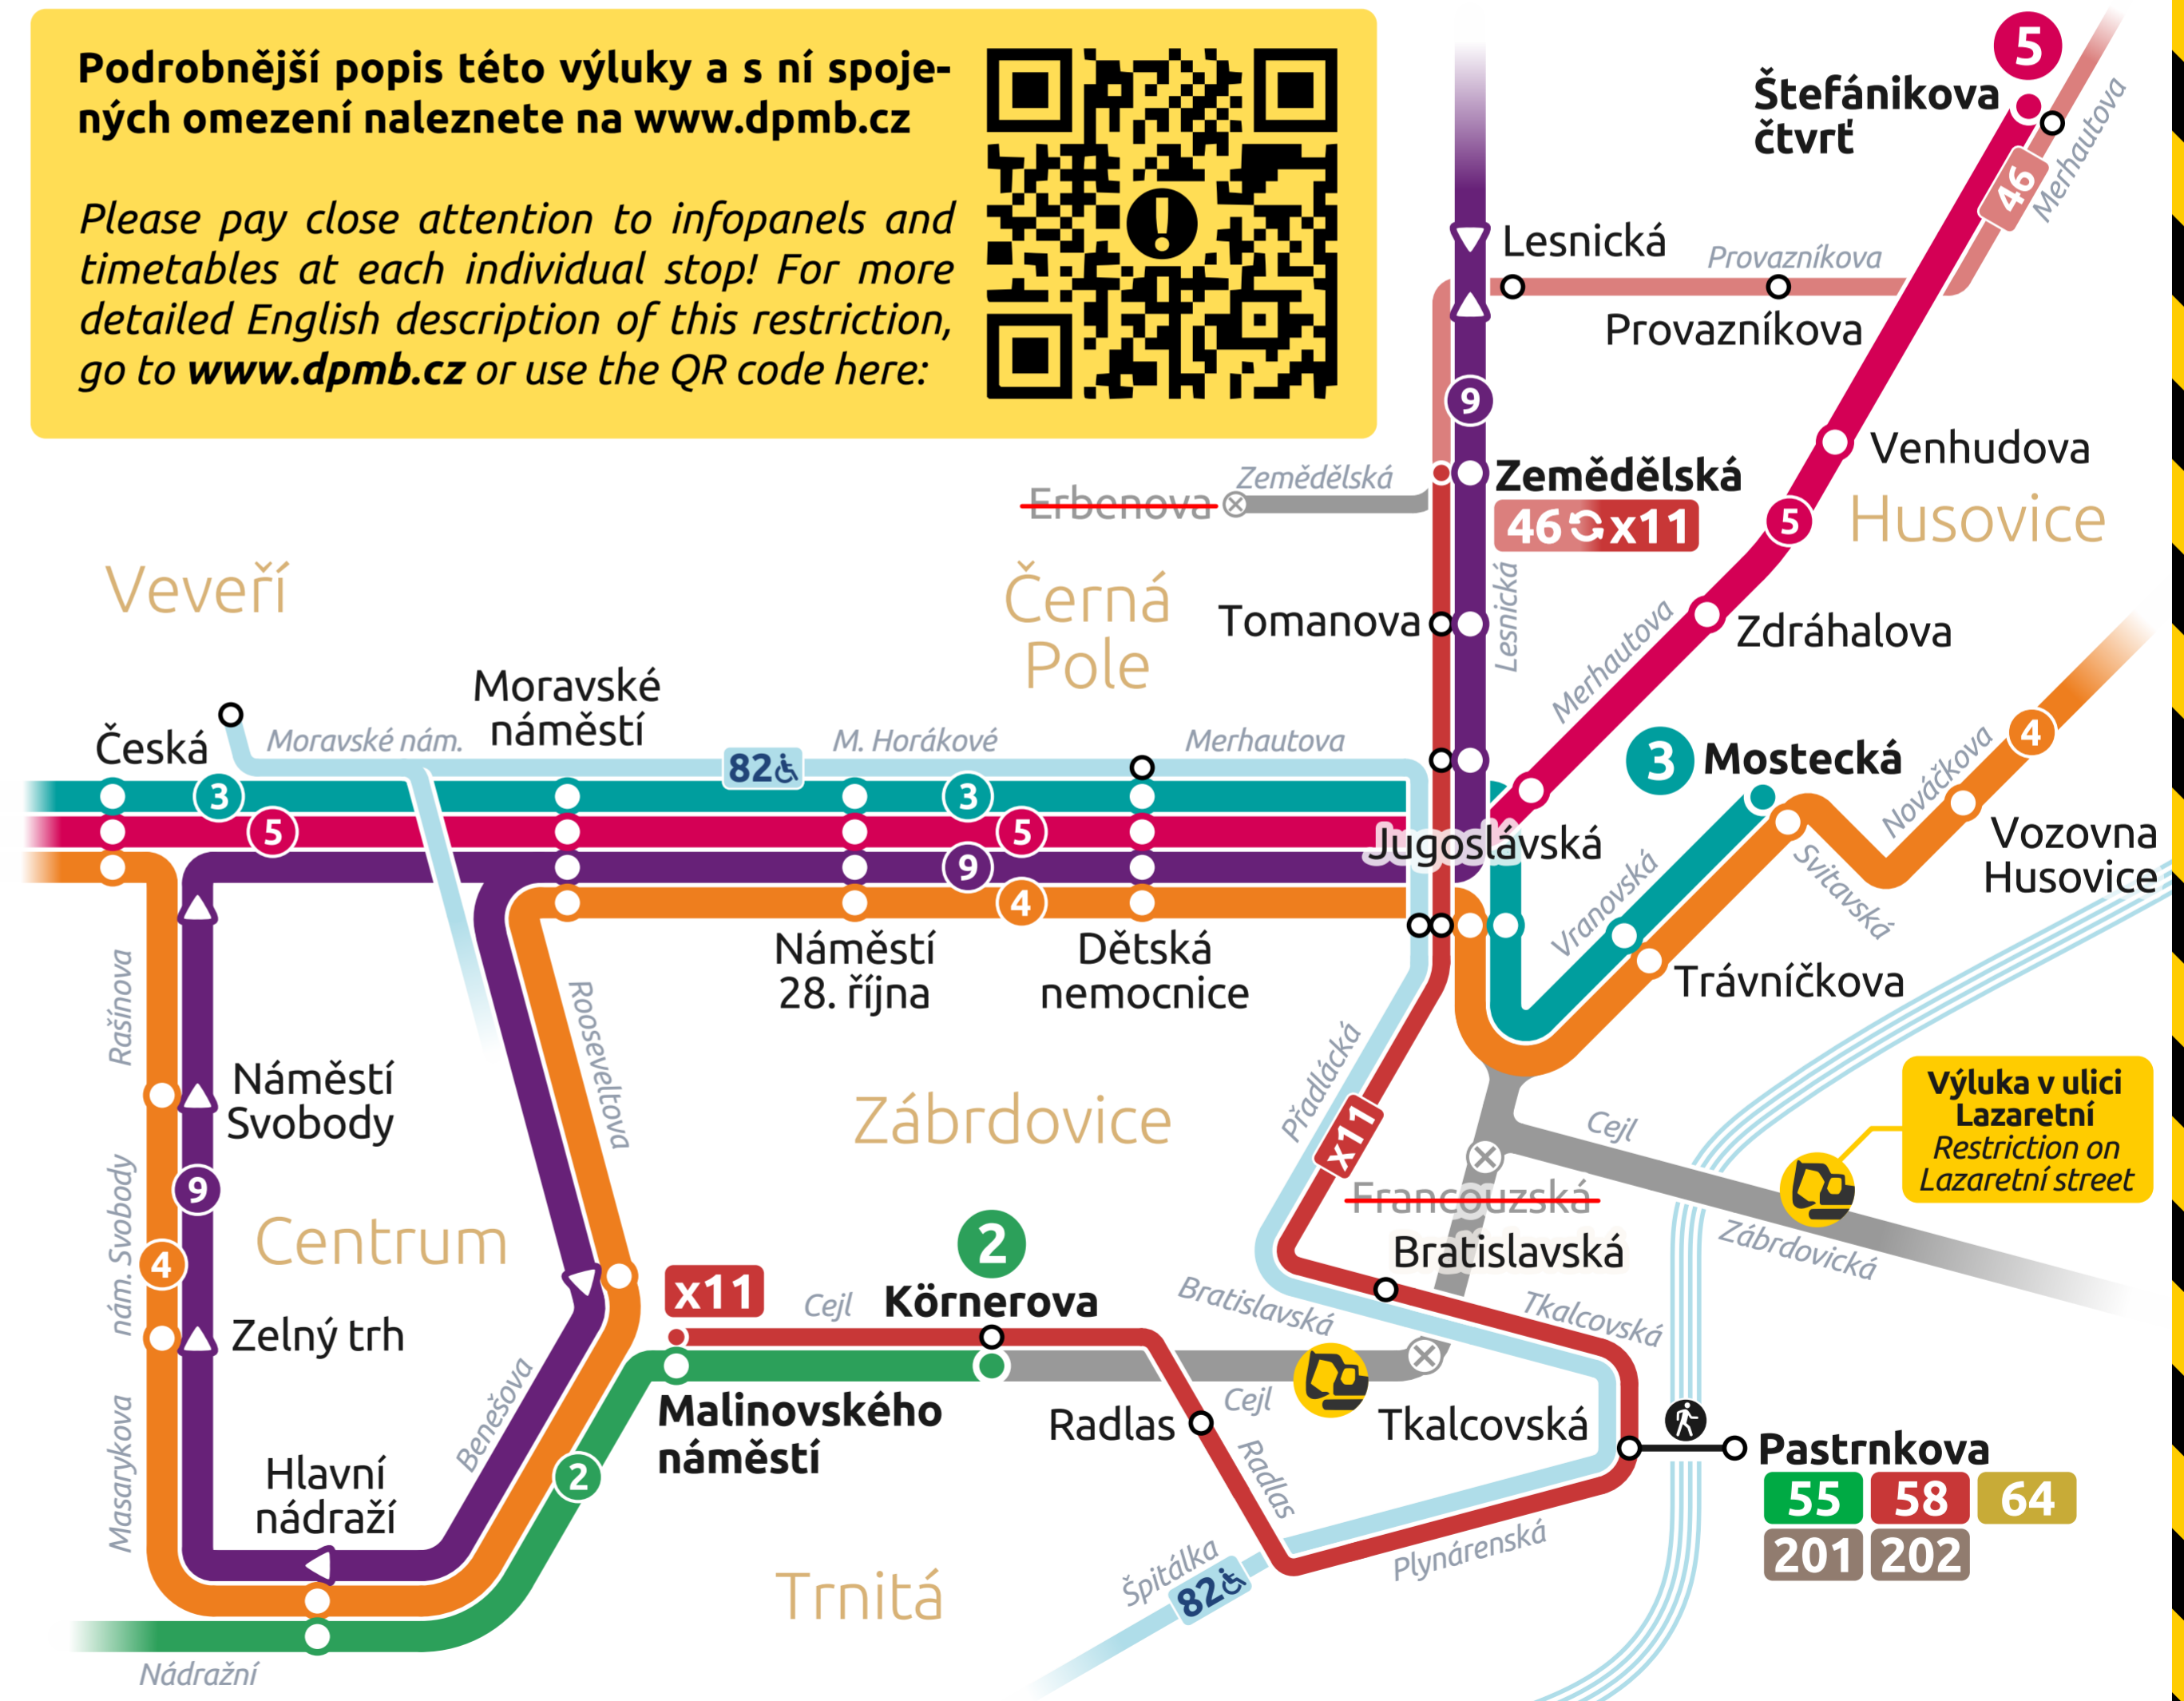 Podrobnější popis této výluky a s ní spoje-
ných omezení naleznete na www.dpmb.cz
Please pay close attention to infopanels and
timetables at each individual stop! For more
detailed English description of this restriction,
go to www.dpmb.cz or use the QR code here:
5
Štefánikova
čtvrť
Merhautova
46
Lesnická
Provazníkova
Provazníkova
9
Venhudova
Zemědělská
Erbenova
Zemědělská
46 x11
5
Husovice
Veveří
Černá
Pole
Tomanova
Lesnická
Merhautova
Zdráhalova
Moravské
náměstí
Česká
Moravské nám.
82
M. Horákové
Merhautova
3
Mostecká
4
Nováčkova
3
3
5
5
9
4
Jugoslávská
Vozovna
Husovice
Svitavská
Vranovská
Náměstí
28. října
Dětská
nemocnice
Trávníčkova
Rašínova
Rooseveltova
Náměstí
Svobody
Zábrdovice
Přadlácká
x11
Cejl
Výluka v ulici
Lazaretní
Restriction on
Lazaretní street
9
nám. Svobody
4
Centrum
Francouzská
Bratislavská
Zábrdovická
2
x11
Cejl
Körnerova
Bratislavská
Tkalcovská
Zelný trh
Benešova
Masarykova
Malinovského
náměstí
Radlas
Cejl
Tkalcovská
Radlas
Pastrnkova
55 58 64
201 202
Hlavní
nádraží
2
Trnitá
Špitálka
82
Plynárenská
Nádražní